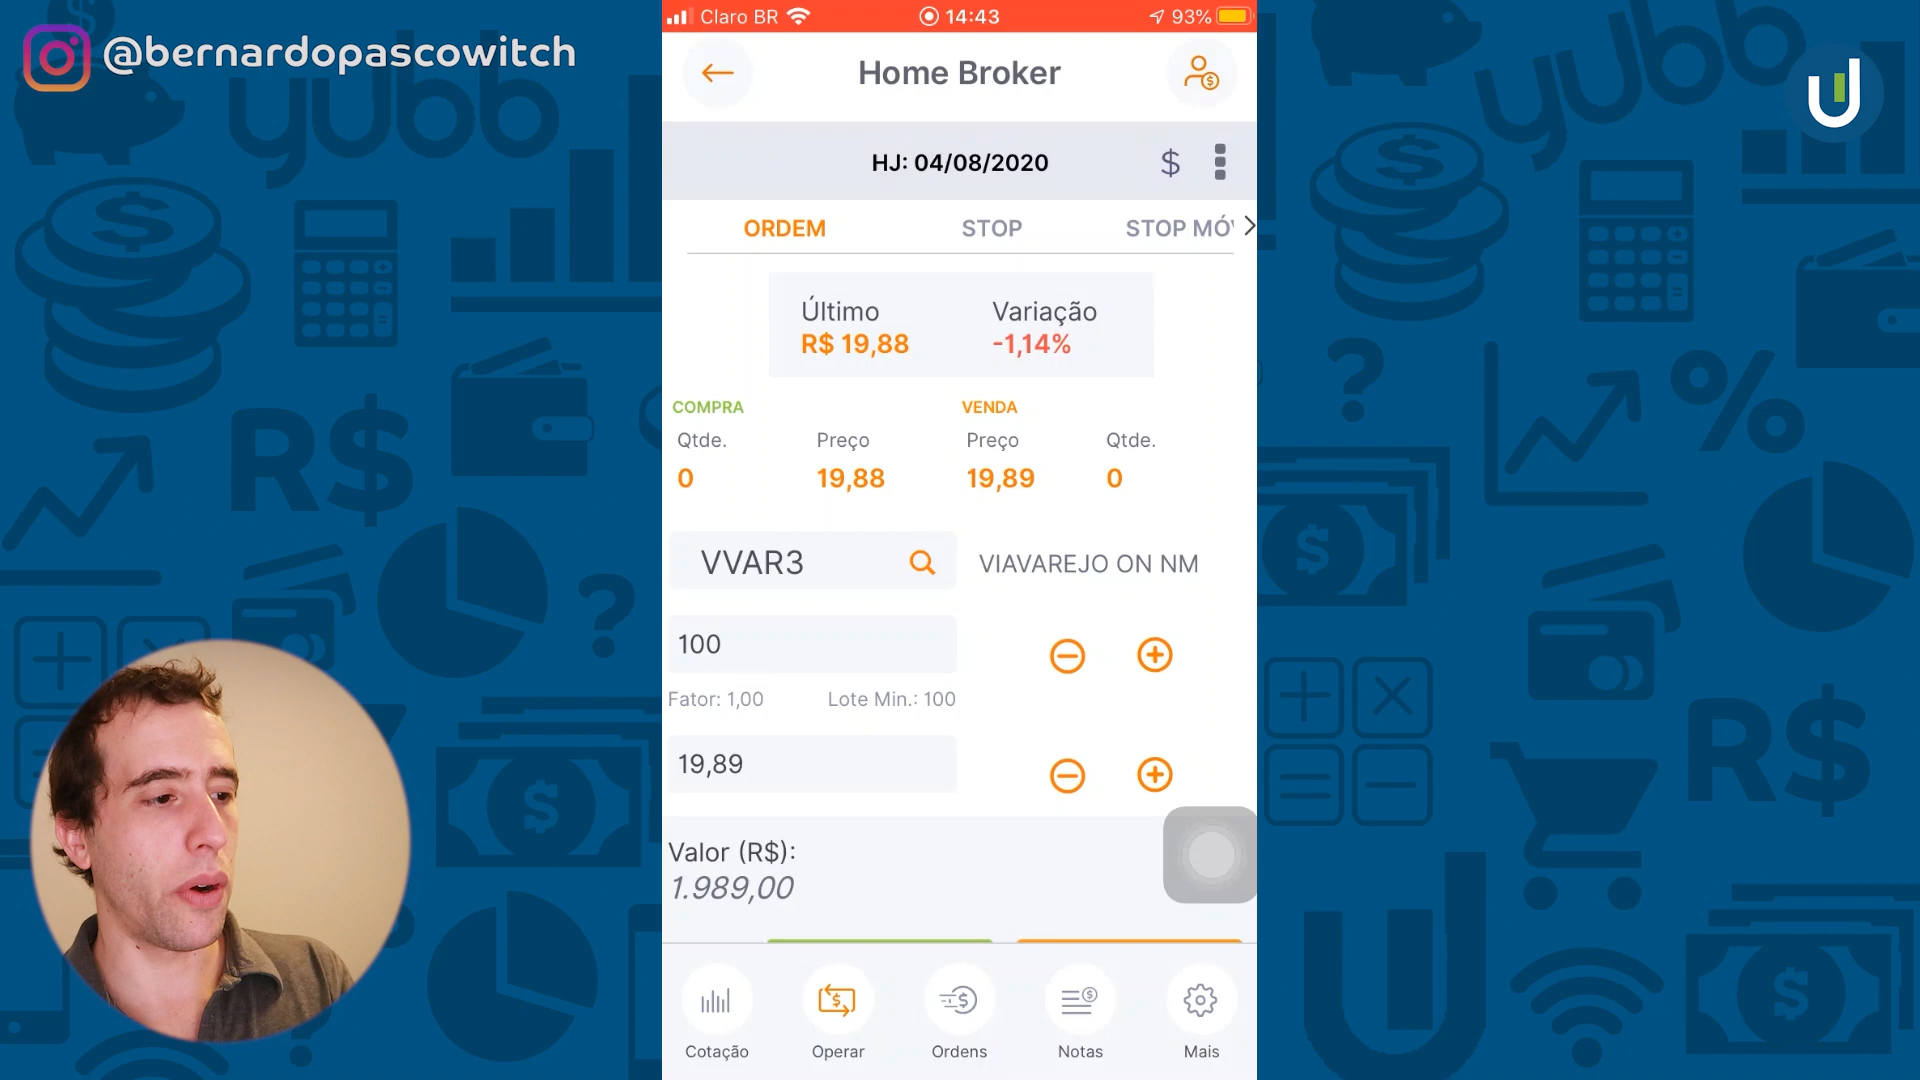 @bernardopascowitch
Claro BR 14:43 93%
Home Broker
HJ: 04/08/2020 $
ORDEM STOP STOP MÓ
Último Variação
R$ 19,88 -1,14%
COMPRA VENDA
Qtde. Preço Preço Qtde.
0 19,88 19,89 0
VVAR3 VIAVAREJO ON NM
100
Fator: 1,00 Lote Min.: 100
19,89
Valor (R$):
1.989,00
Cotação Operar Ordens Notas Mais
yubb
yubb
R$
R$